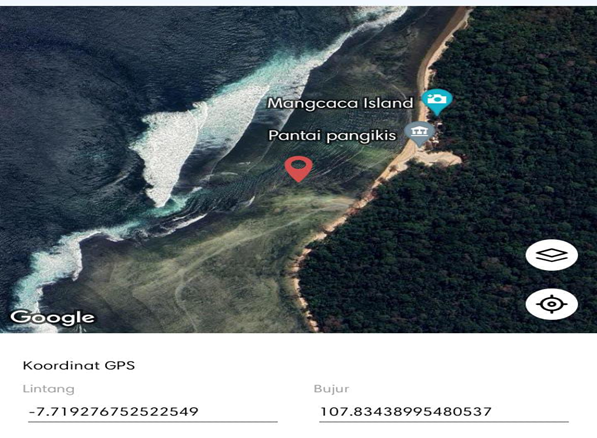 Mangcaca Island
Pantai pangikis
Google
Koordinat GPS
Lintang Bujur
-7.719276752522549 107.83438995480537